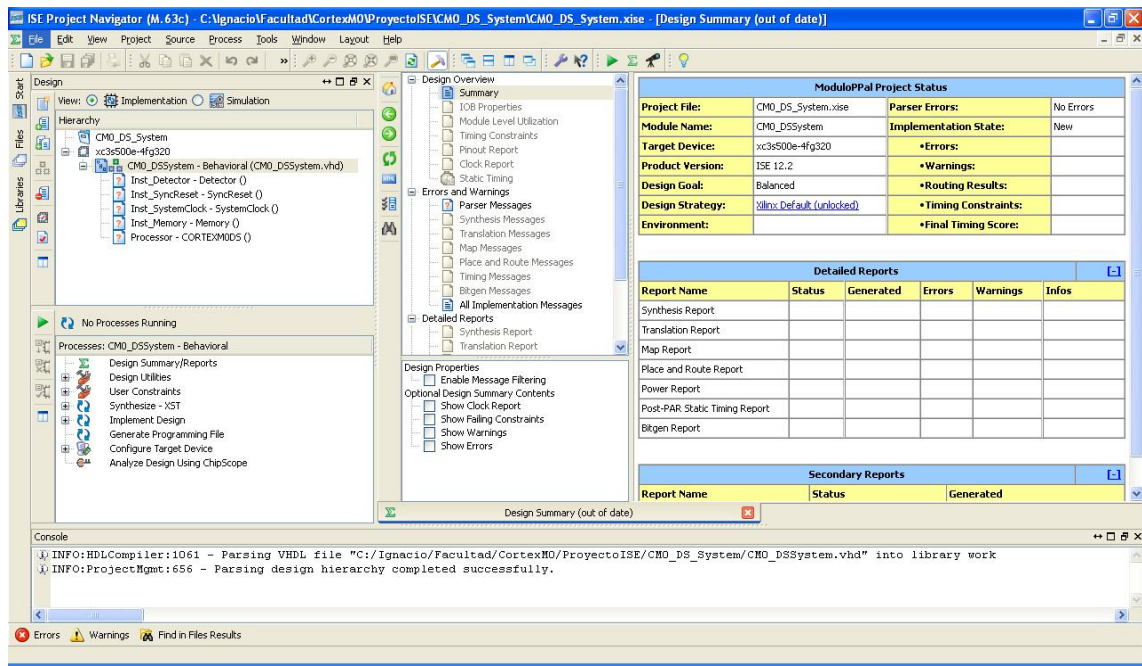 ISE Project Navigator (M.63c) - C:\Ignacio\Facultad\CortexM0\ProyectoISE\CM0_DS_System\CM0_DS_System.xise - [Design Summary (out of date)]
File Edit View Project Source Process Tools Window Layout Help
Start
Files
Libraries
Design
View: Implementation Simulation
Hierarchy
CM0_DS_System
xc3s500e-4fg320
CM0_DSSystem - Behavioral (CM0_DSSystem.vhd)
Inst_Detector - Detector ()
Inst_SyncReset - SyncReset ()
Inst_SystemClock - SystemClock ()
Inst_Memory - Memory ()
Processor - CORTEXM0DS ()
No Processes Running
Processes: CM0_DSSystem - Behavioral
Design Summary/Reports
Design Utilities
User Constraints
Synthesize - XST
Implement Design
Generate Programming File
Configure Target Device
Analyze Design Using ChipScope
Design Overview
Summary
IOB Properties
Module Level Utilization
Timing Constraints
Pinout Report
Clock Report
Static Timing
Errors and Warnings
Parser Messages
Synthesis Messages
Translation Messages
Map Messages
Place and Route Messages
Timing Messages
Bitgen Messages
All Implementation Messages
Detailed Reports
Synthesis Report
Translation Report
Design Properties
Enable Message Filtering
Optional Design Summary Contents
Show Clock Report
Show Failing Constraints
Show Warnings
Show Errors
ModuloPPal Project Status
Project File: CM0_DS_System.xise Parser Errors: No Errors
Module Name: CM0_DSSystem Implementation State: New
Target Device: xc3s500e-4fg320 •Errors:
Product Version: ISE 12.2 •Warnings:
Design Goal: Balanced •Routing Results:
Design Strategy: Xilinx Default (unlocked) •Timing Constraints:
Environment: •Final Timing Score:
Detailed Reports [-]
Report Name Status Generated Errors Warnings Infos
Synthesis Report
Translation Report
Map Report
Place and Route Report
Power Report
Post-PAR Static Timing Report
Bitgen Report
Secondary Reports [-]
Report Name Status Generated
Design Summary (out of date)
Console
INFO:HDLCompiler:1061 - Parsing VHDL file "C:/Ignacio/Facultad/CortexM0/ProyectoISE/CM0_DS_System/CM0_DSSystem.vhd" into library work
INFO:ProjectMgmt:656 - Parsing design hierarchy completed successfully.
Errors Warnings Find in Files Results